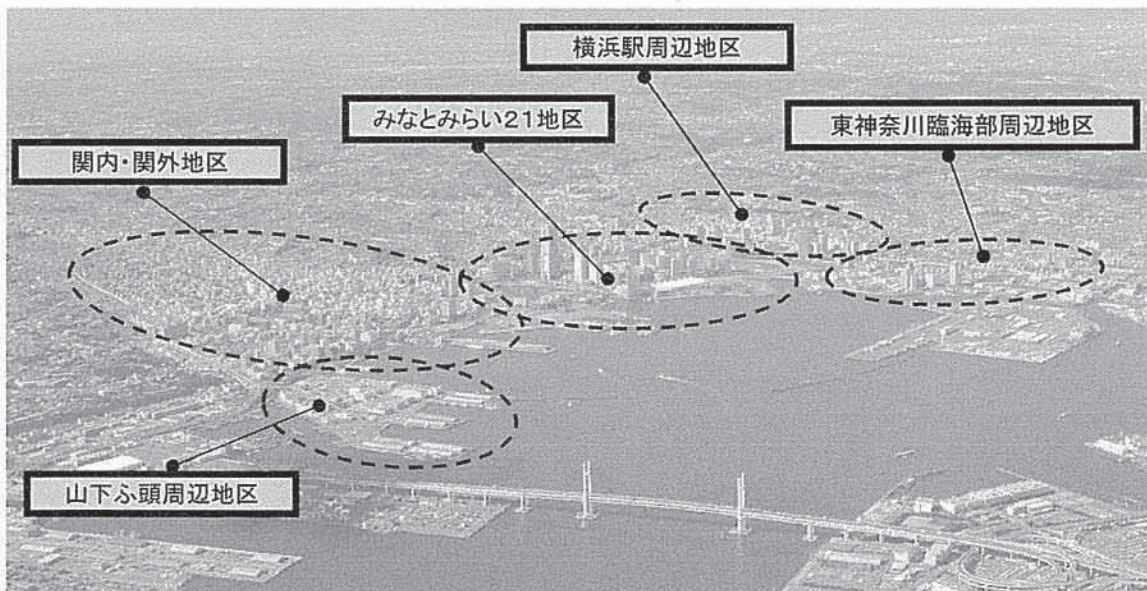 横浜駅周辺地区
みなとみらい21地区
東神奈川臨海部周辺地区
関内・関外地区
山下ふ頭周辺地区